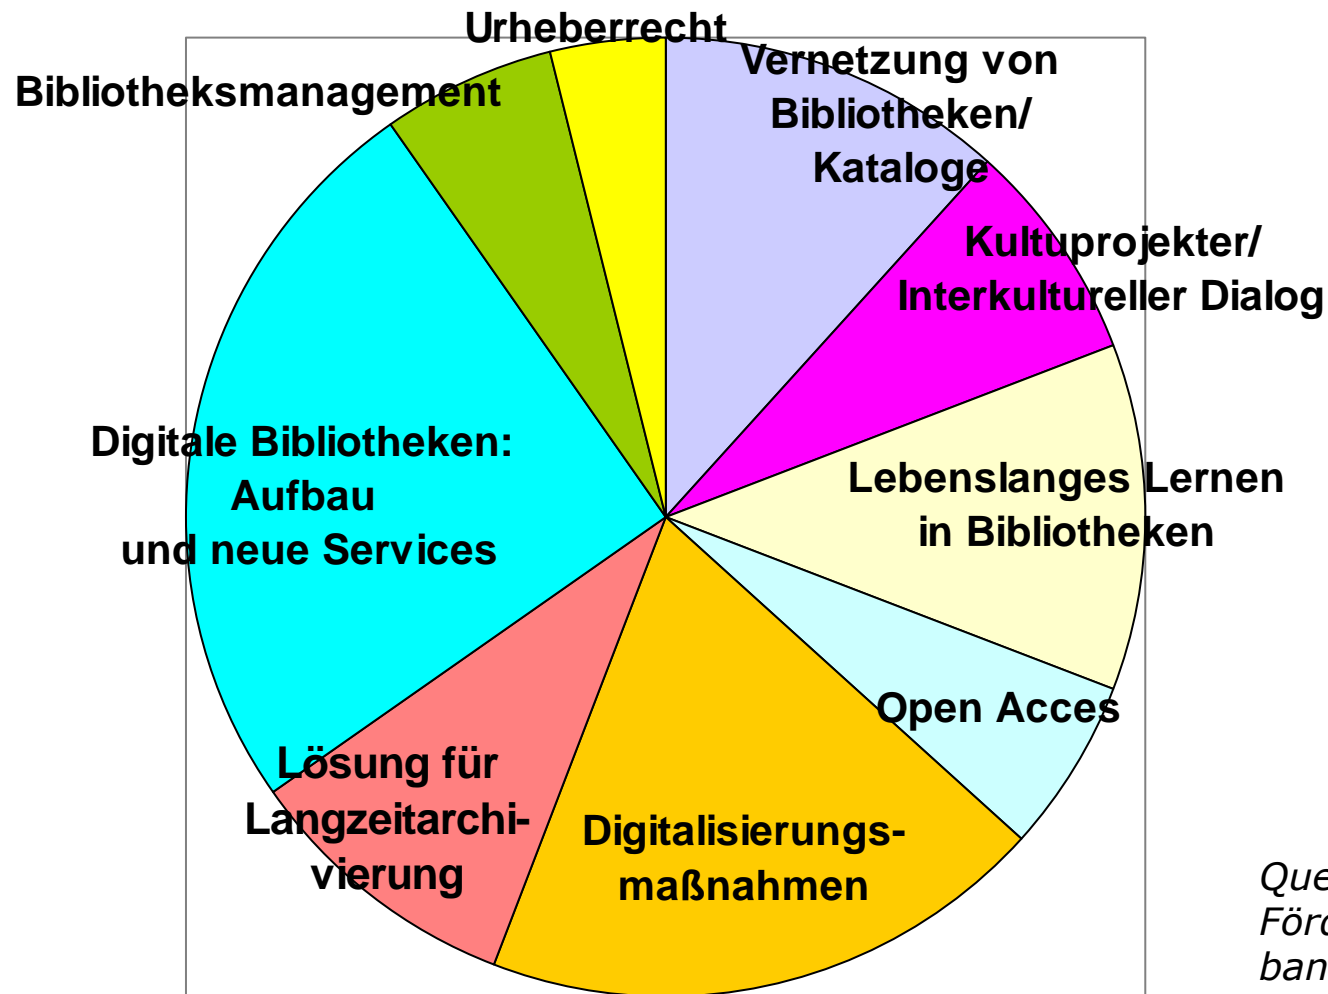 Urheberrecht
Vernetzung von
Bibliotheken/
Kataloge
Bibliotheksmanagement
Kultuprojekter/
Interkultureller Dialog
Digitale Bibliotheken:
Aufbau
und neue Services
Lebenslanges Lernen
in Bibliotheken
Open Acces
Lösung für
Langzeitarchi-
vierung
Digitalisierungs-
maßnahmen